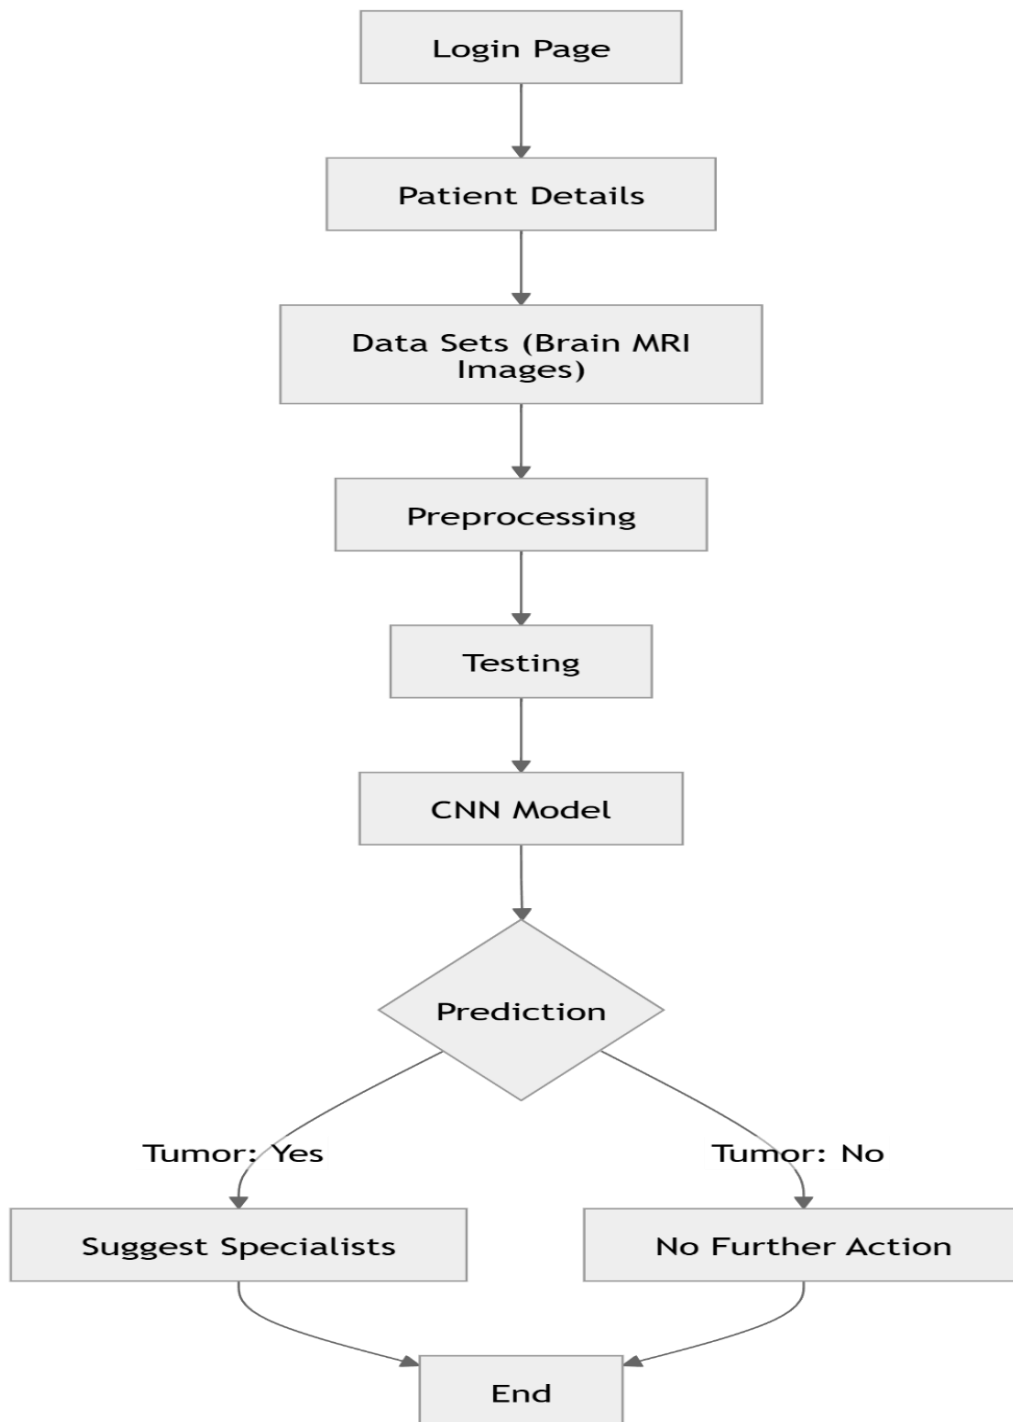 Login Page
Patient Details
Data Sets (Brain MRI
Images)
Preprocessing
Testing
CNN Model
Prediction
Tumor: Yes
Tumor: No
Suggest Specialists
No Further Action
End